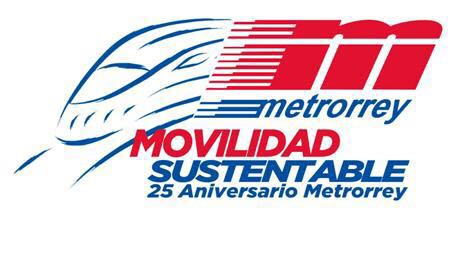 m
metrorrey
MOVILIDAD
SUSTENTABLE
25 Aniversario Metrorrey